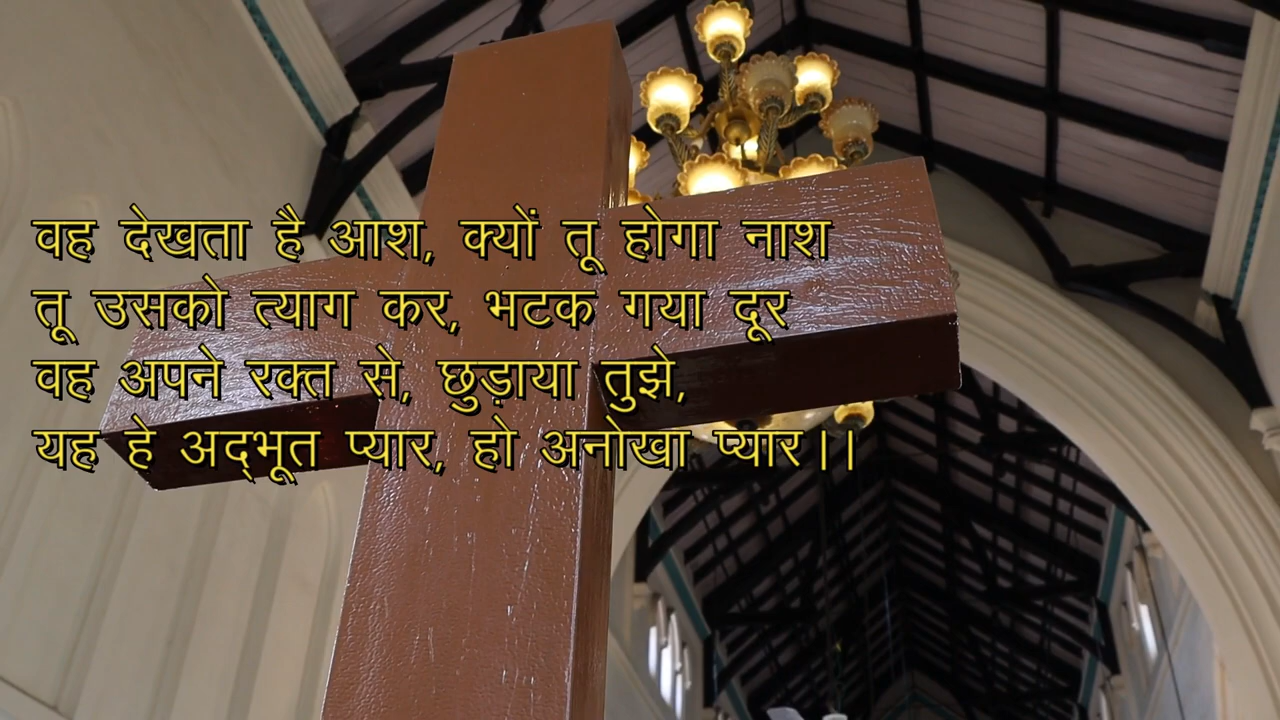 वह देखता है आश, क्यों तू होगा नाश
तू उसको त्याग कर, भटक गया दूर
वह अपने रक्त से, छुड़ाया तुझे,
यह हे अद्‌भूत प्यार, हो अनोखा प्यार।।